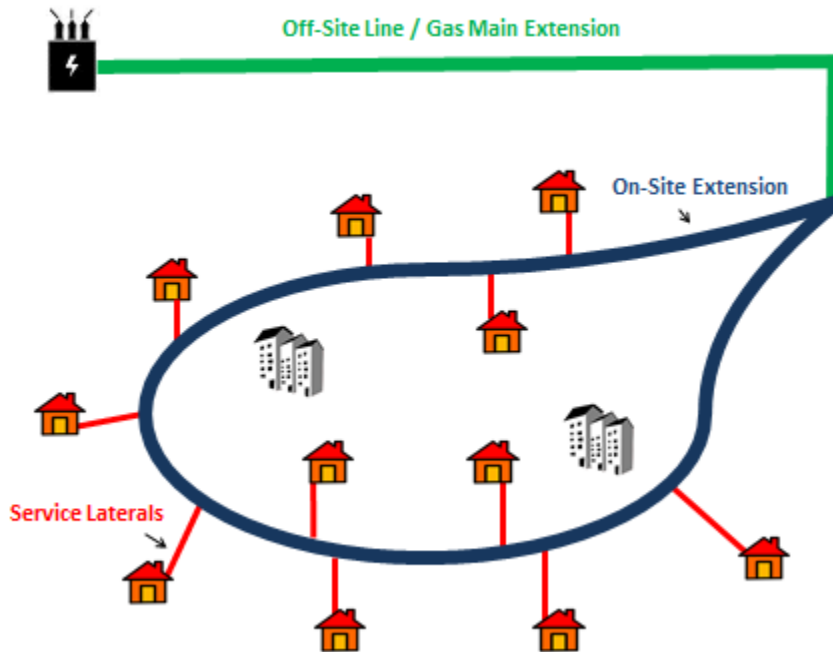 Off-Site Line / Gas Main Extension
On-Site Extension
Service Laterals